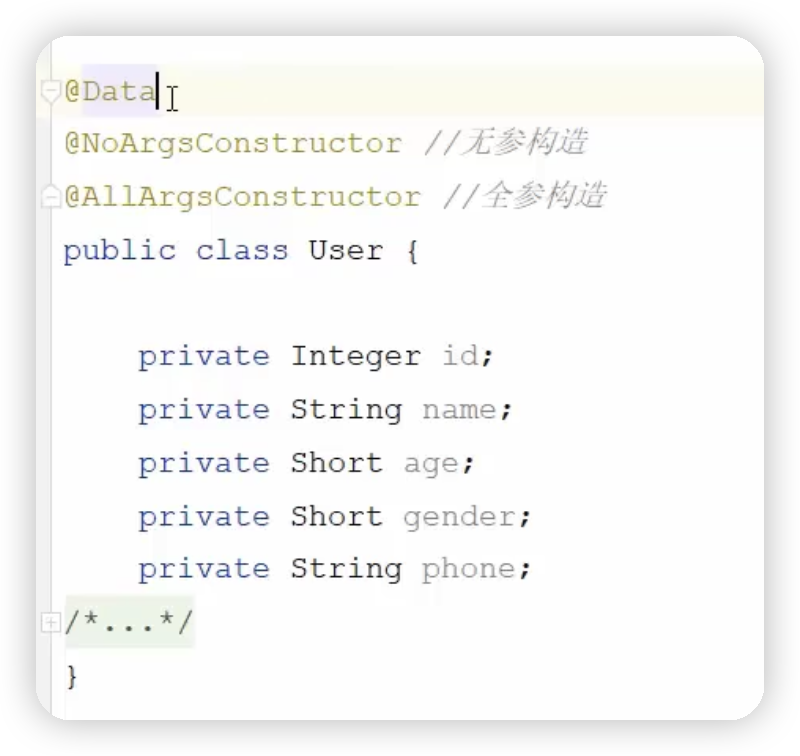 @Data
@NoArgsConstructor //无参构造
@AllArgsConstructor //全参构造
public class User {
private Integer id;
private String name;
private Short age;
private Short gender;
private String phone;
/*...*/
}